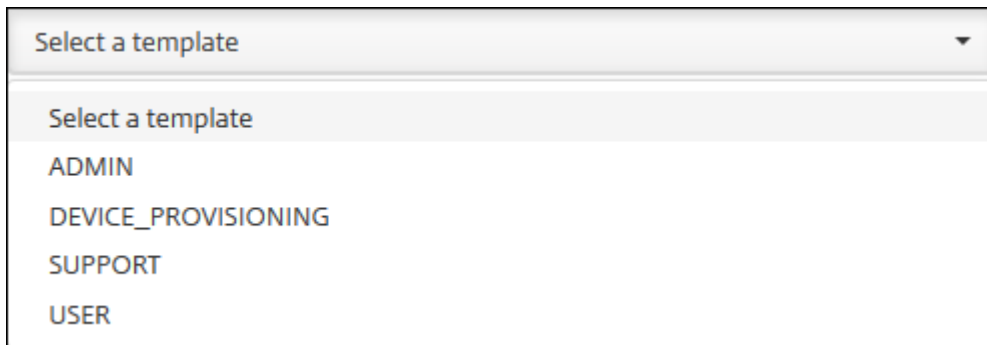 Select a template
Select a template
ADMIN
DEVICE_PROVISIONING
SUPPORT
USER